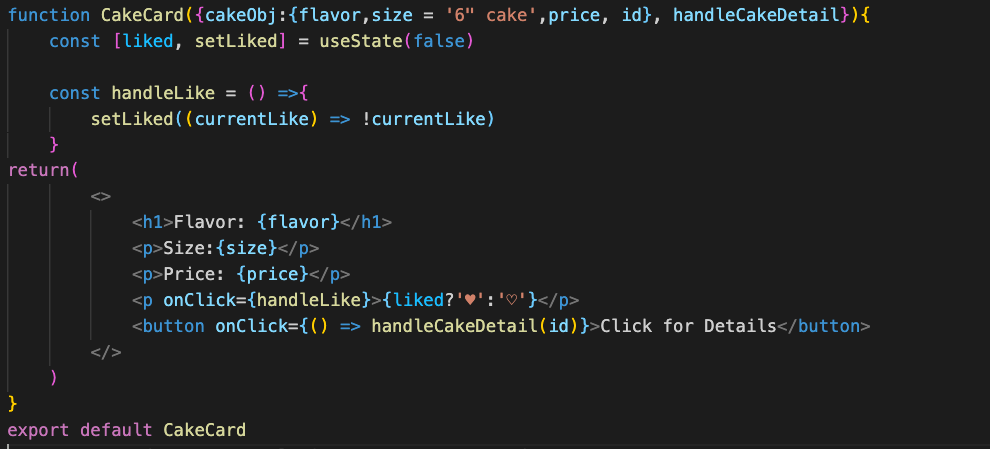 function CakeCard({cakeObj:{flavor,size = '6" cake',price, id}, handleCakeDetail}){
    const [liked, setLiked] = useState(false)

    const handleLike = () =>{
        setLiked((currentLike) => !currentLike)
    }
return(
        <>
            <h1>Flavor: {flavor}</h1>
            <p>Size:{size}</p>
            <p>Price: {price}</p>
            <p onClick={handleLike}>{liked?'♥':'♡'}</p>
            <button onClick={() => handleCakeDetail(id)}>Click for Details</button>
        </>
    )
}
export default CakeCard